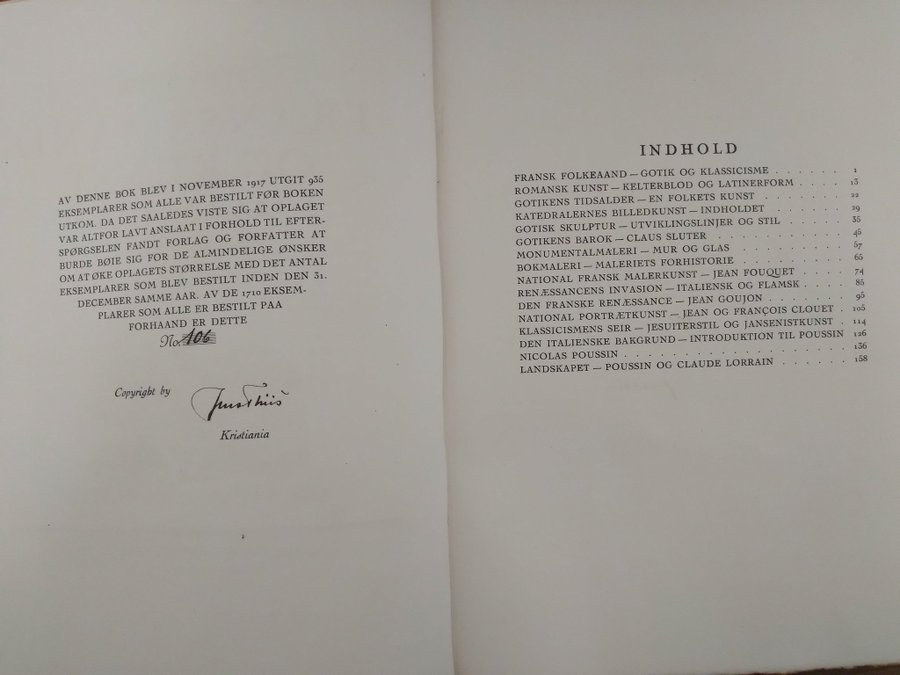 AV DENNE BOK BLEV I NOVEMBER 1917 UTGIT 935
EKSEMPLARER SOM ALLE VAR BESTILT FØR BOKEN
UTKOM. DA DET SAALEDES VISTE SIG AT OPLAGET
VAR ALTFOR LAVT ANSLAAT I FORHOLD TIL EFTER-
SPØRGSELEN FANDT FORLAG OG FORFATTER AT
BURDE BØIE SIG FOR DE ALMINDELIGE ØNSKER
OM AT ØKE OPLAGETS STØRRELSE MED DET ANTAL
EKSEMPLARER SOM BLEV BESTILT INDEN DEN 31.
DECEMBER SAMME AAR. AV DE 1710 EKSEM-
PLARER SOM ALLE ER BESTILT PAA
FORHAAND ER DETTE
No. 406
Copyright by
Jens Thiis
Kristiania
INDHOLD
FRANSK FOLKEAAND — GOTIK OG KLASSICISME . . . . . . 1
ROMANSK KUNST — KELTERBLOD OG LATINERFORM . . . . 13
GOTIKENS TIDSALDER — EN FOLKETS KUNST . . . . . . . 22
KATEDRALERNES BILLEDKUNST — INDHOLDET . . . . . . 29
GOTISK SKULPTUR — UTVIKLINGSLINJER OG STIL . . . . . 35
GOTIKENS BAROK — CLAUS SLUTER . . . . . . . . . . 46
MONUMENTALMALERI — MUR OG GLAS . . . . . . . . . 57
BOKMALERI — MALERIETS FORHISTORIE . . . . . . . . . 65
NATIONAL FRANSK MALERKUNST — JEAN FOUQUET . . . . 74
RENÆSSANCENS INVASION — ITALIENSK OG FLAMSK . . . . 85
DEN FRANSKE RENÆSSANCE — JEAN GOUJON . . . . . . . 95
NATIONAL PORTRÆTKUNST — JEAN OG FRANÇOIS CLOUET . 105
KLASSICISMENS SEIR — JESUITERSTIL OG JANSENISTKUNST . 114
DEN ITALIENSKE BAKGRUND — INTRODUKTION TIL POUSSIN 126
NICOLAS POUSSIN . . . . . . . . . . . . . . . . . 136
LANDSKAPET — POUSSIN OG CLAUDE LORRAIN . . . . . . 158